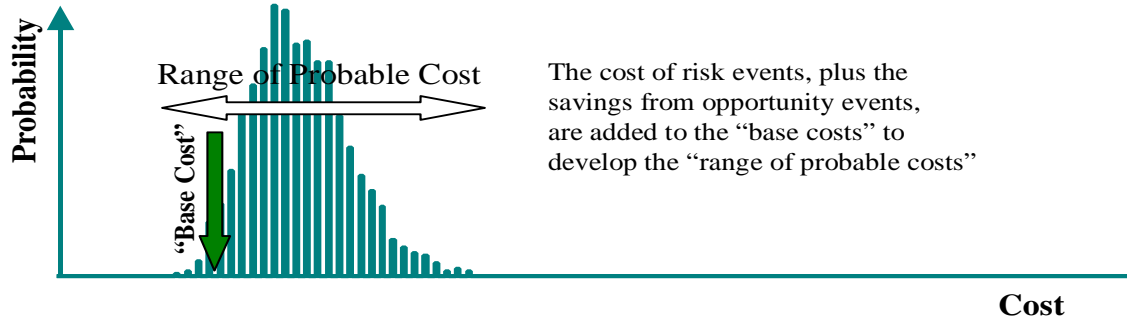 Probability
Range of Probable Cost
“Base Cost”
The cost of risk events, plus the
savings from opportunity events,
are added to the “base costs” to
develop the “range of probable costs”
Cost